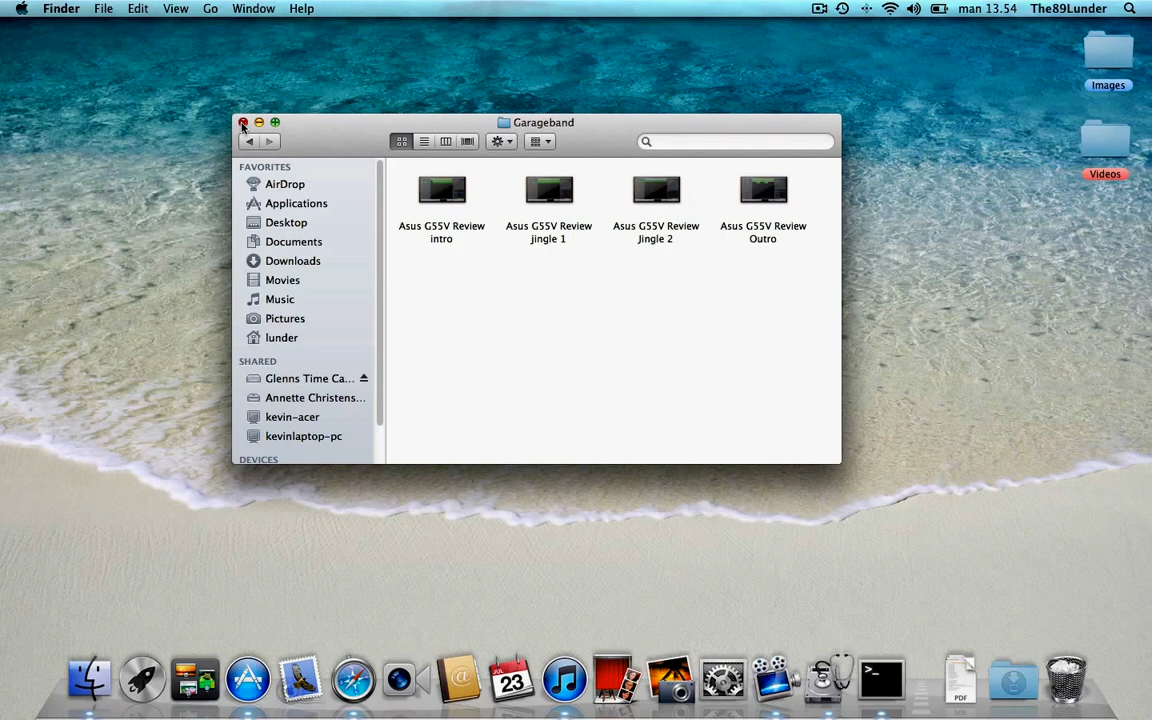 Finder File Edit View Go Window Help man 13.54 The89Lunder
Images
Videos
Garageband
FAVORITES
AirDrop
Applications
Desktop
Documents
Downloads
Movies
Music
Pictures
lunder
SHARED
Glenns Time Ca...
Annette Christens...
kevin-acer
kevinlaptop-pc
DEVICES
Asus G55V Review
intro
Asus G55V Review
jingle 1
Asus G55V Review
Jingle 2
Asus G55V Review
Outro
JUL
23
>_
PDF